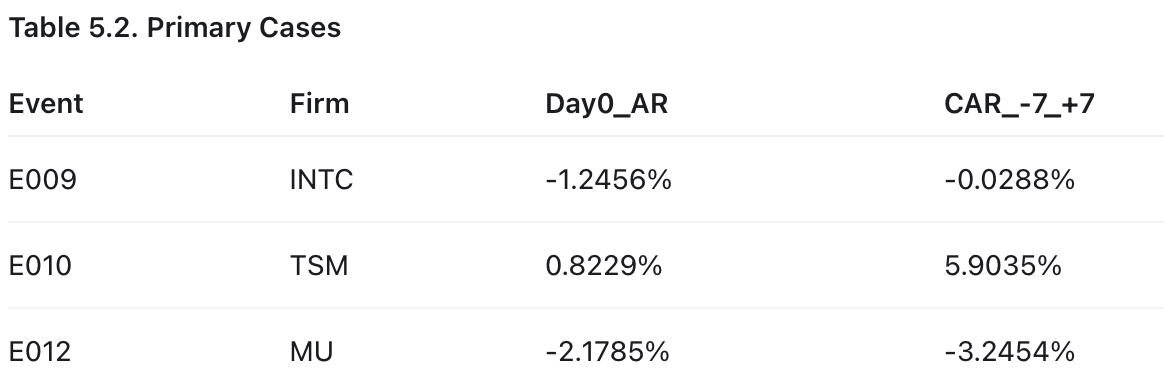 Table 5.2. Primary Cases
Event Firm Day0_AR CAR_-7_+7
E009 INTC -1.2456% -0.0288%
E010 TSM 0.8229% 5.9035%
E012 MU -2.1785% -3.2454%